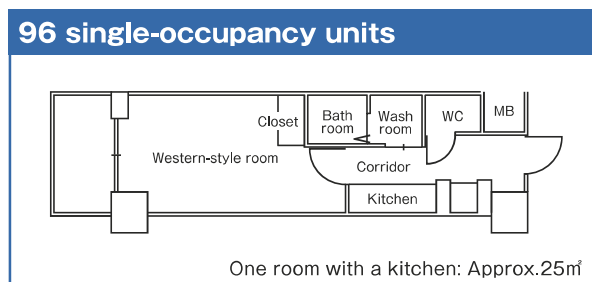 96 single-occupancy units
Closet
Bath
room
Wash
room
WC
MB
Western-style room
Corridor
Kitchen
One room with a kitchen: Approx.25㎡